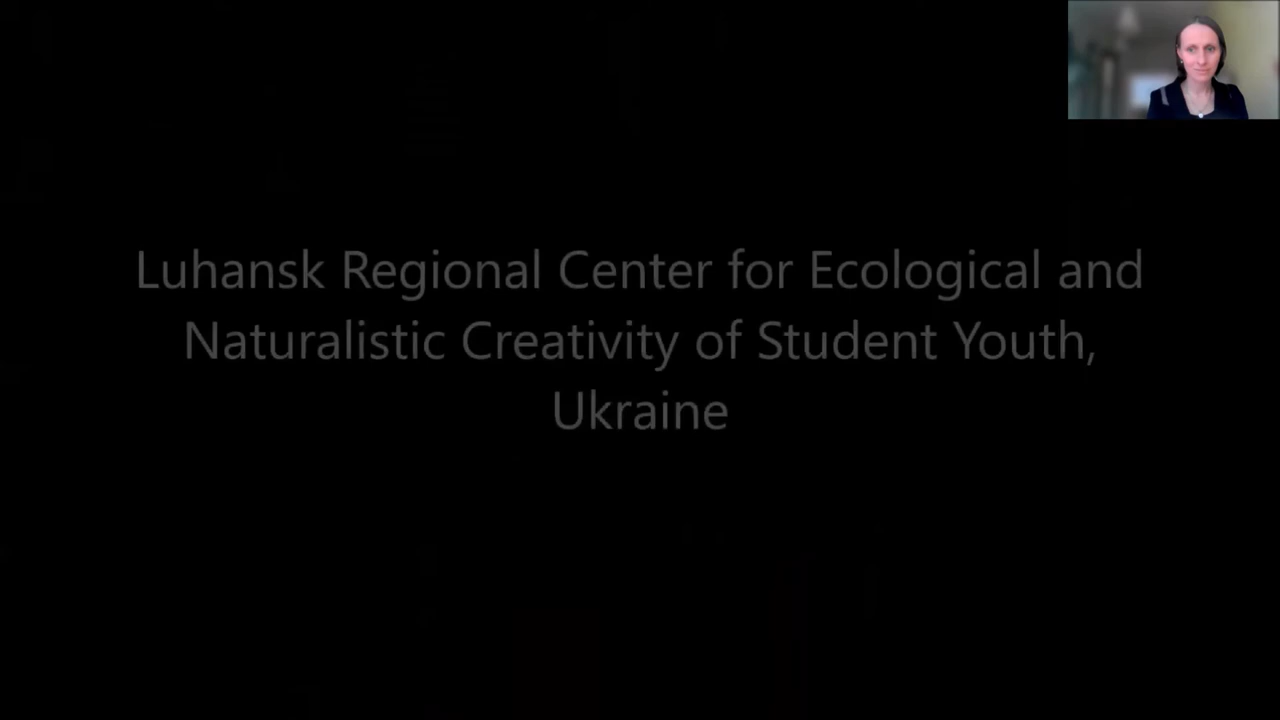 Luhansk Regional Center for Ecological and
Naturalistic Creativity of Student Youth,
Ukraine